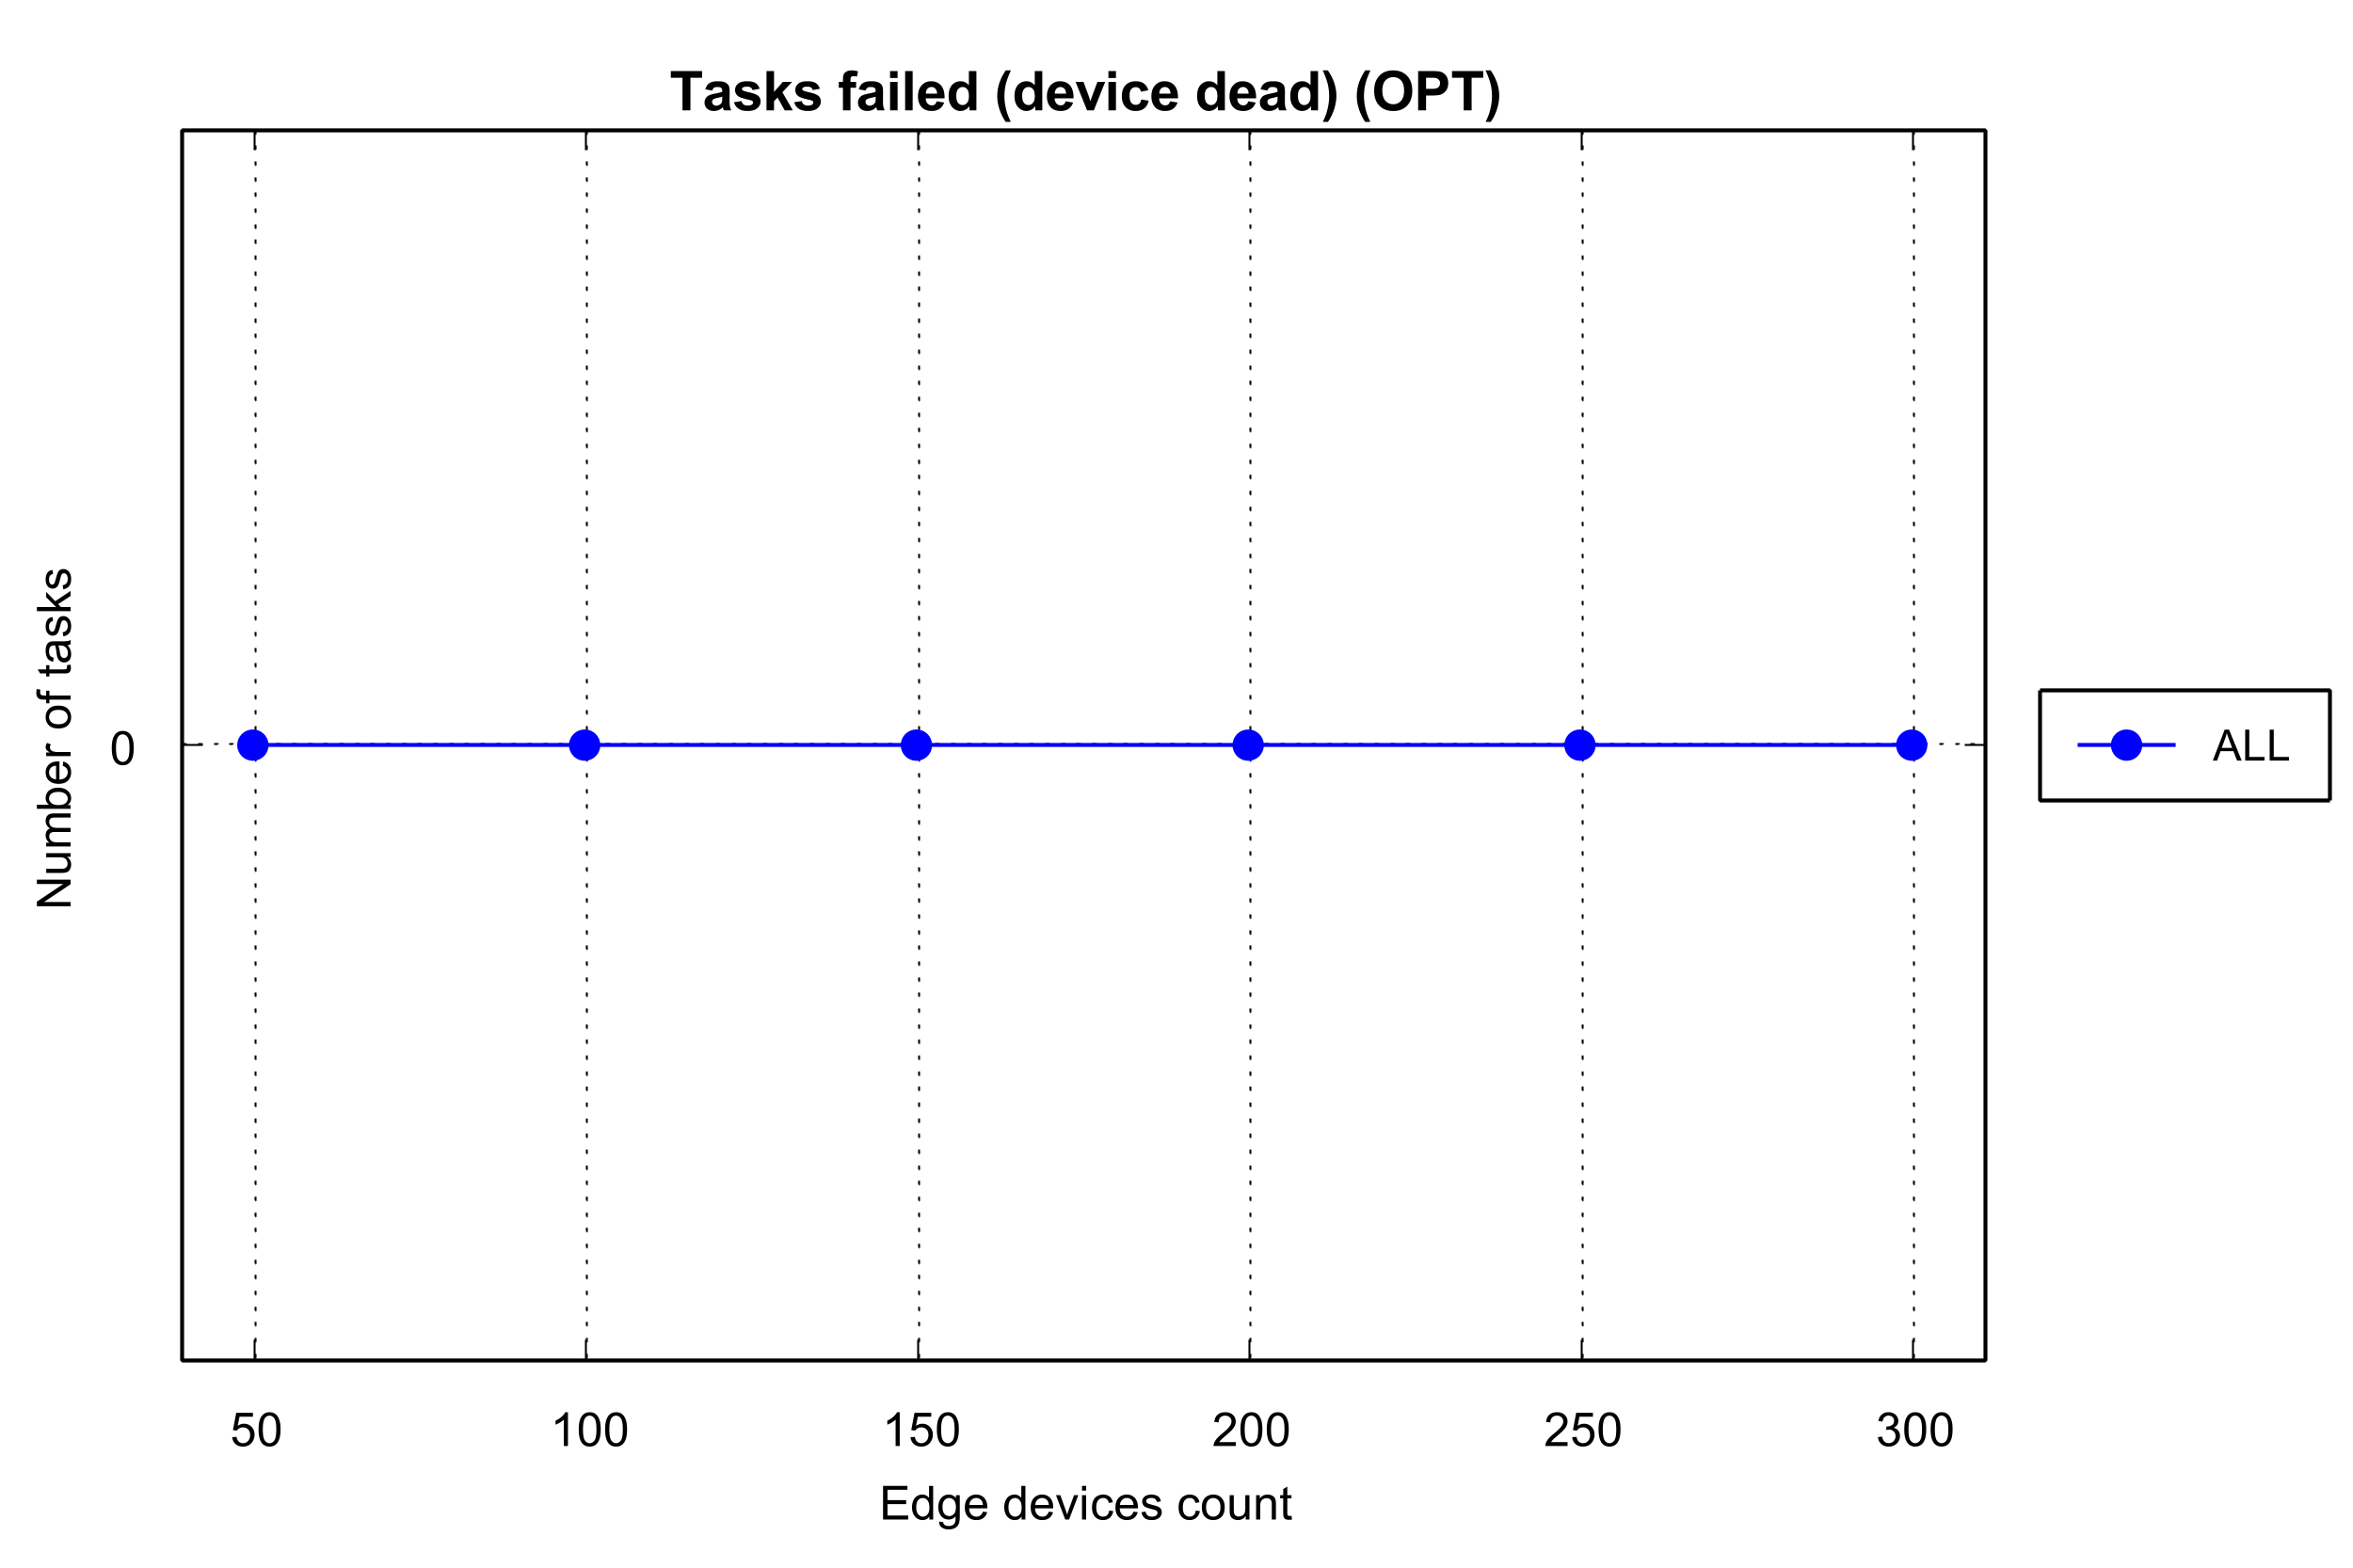 Tasks failed (device dead) (OPT)
Number of tasks
0
ALL
50 100 150 200 250 300
Edge devices count